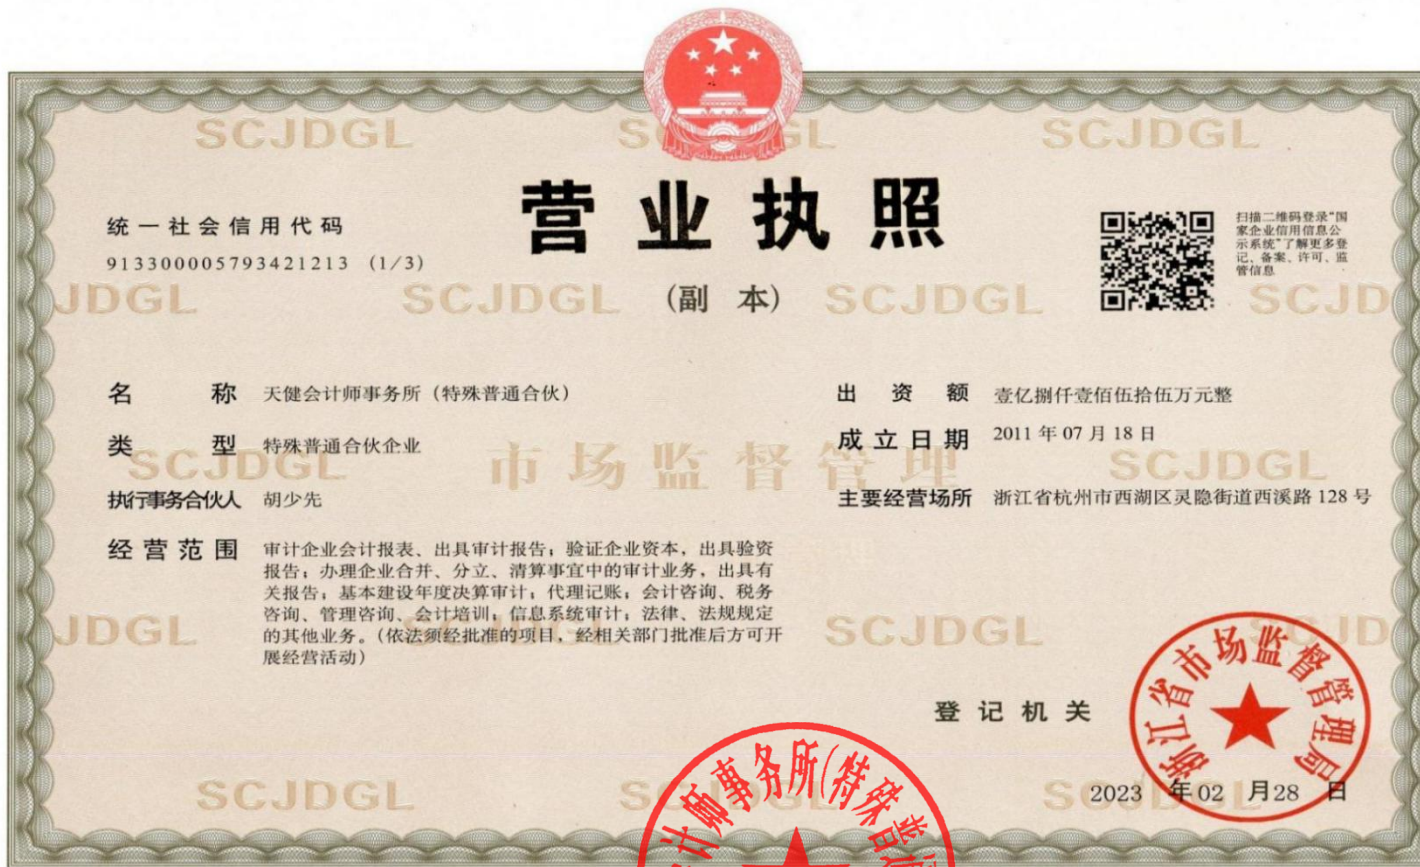 营业执照
(副 本)
统一社会信用代码
913300005793421213 (1/3)
扫描二维码登录“国
家企业信用信息公
示系统”了解更多登
记、备案、许可、监
管信息
名 称 天健会计师事务所（特殊普通合伙）
类 型 特殊普通合伙企业
执行事务合伙人 胡少先
经营范围 审计企业会计报表、出具审计报告；验证企业资本，出具验资
报告；办理企业合并、分立、清算事宜中的审计业务，出具有
关报告；基本建设年度决算审计；代理记账；会计咨询、税务
咨询、管理咨询、会计培训；信息系统审计；法律、法规规定
的其他业务。（依法须经批准的项目，经相关部门批准后方可开
展经营活动）
出 资 额 壹亿捌仟壹佰伍拾伍万元整
成立日期 2011年07月18日
主要经营场所 浙江省杭州市西湖区灵隐街道西溪路128号
登记机关
浙江省市场监督管理局
2023 年02 月28 日
计师事务所(特殊普通
SCJDGL
市场监督管理